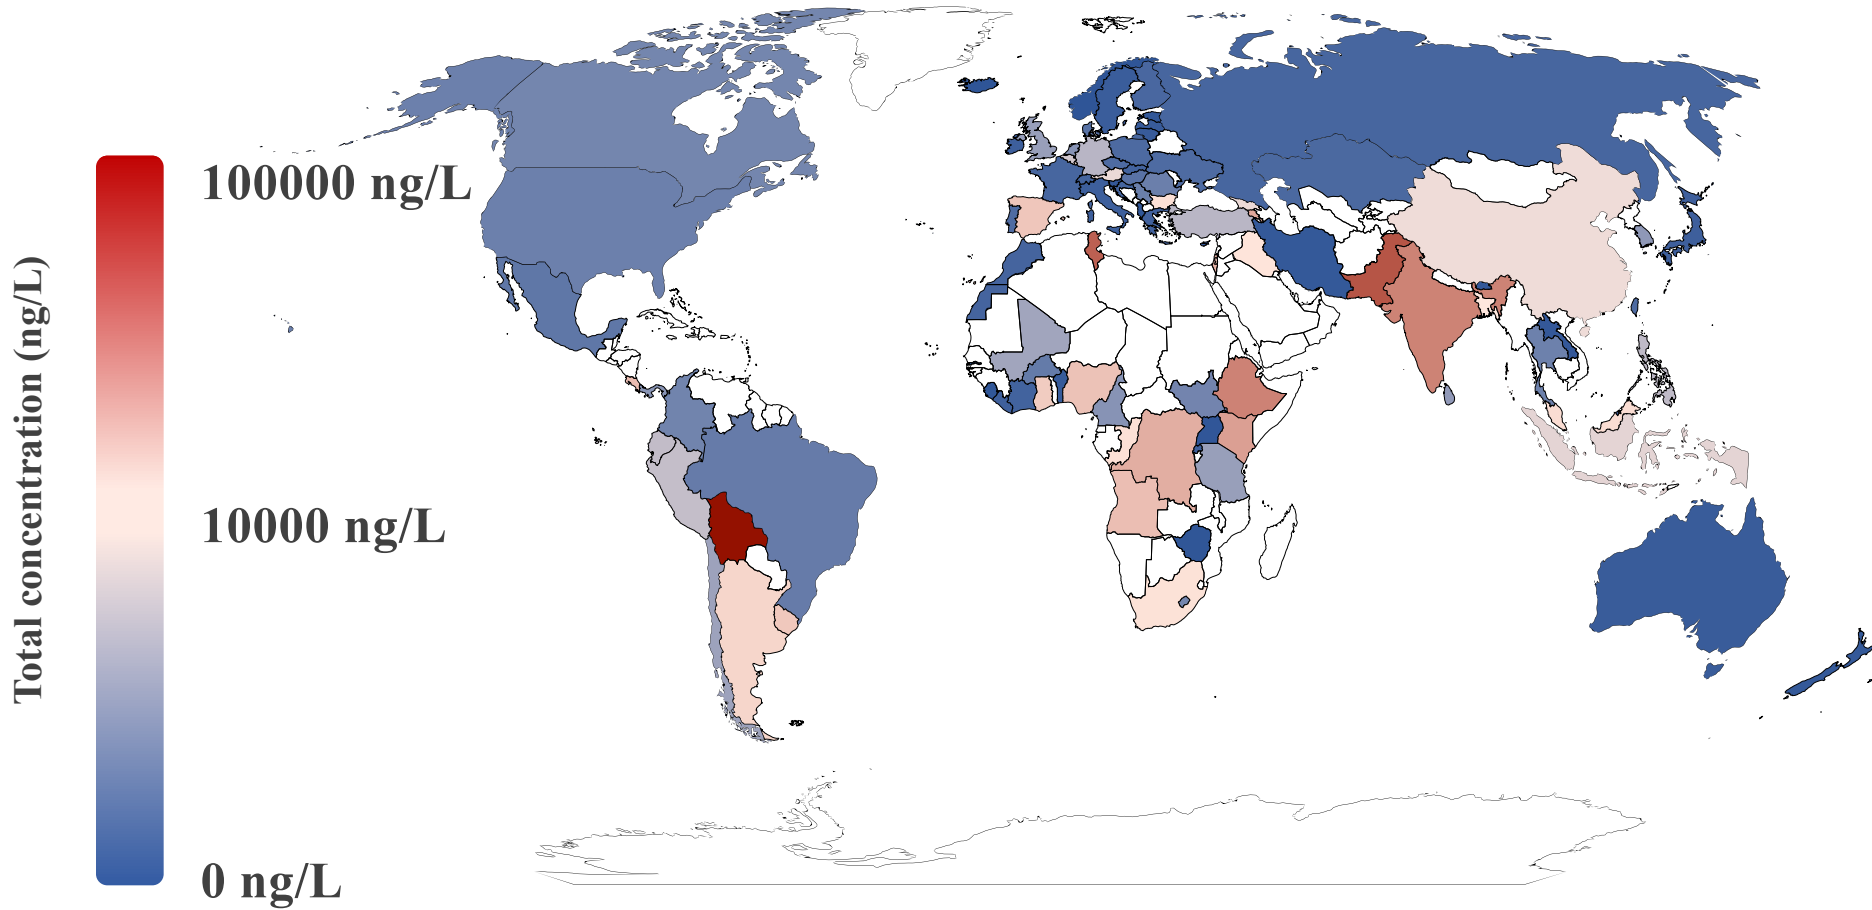 Total concentration (ng/L)
100000 ng/L
10000 ng/L
0 ng/L